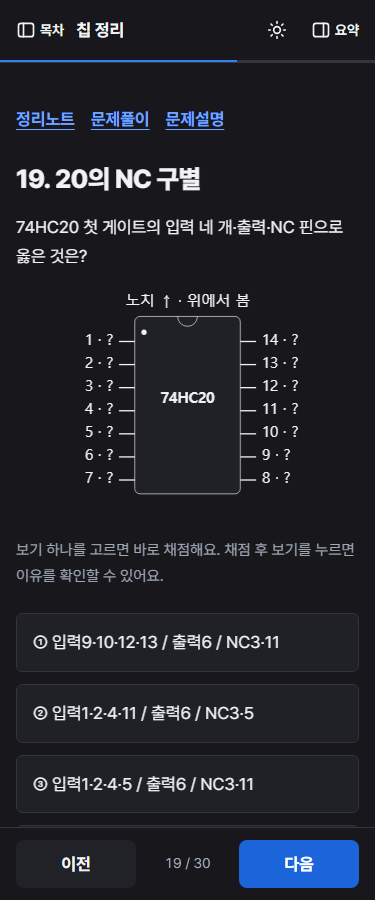 목차 칩 정리 요약
정리노트 문제풀이 문제설명
19. 20의 NC 구별
74HC20 첫 게이트의 입력 네 개·출력·NC 핀으로
옳은 것은?
노치 ↑ · 위에서 봄
1 · ? 14 · ?
2 · ? 13 · ?
3 · ? 12 · ?
74HC20
4 · ? 11 · ?
5 · ? 10 · ?
6 · ? 9 · ?
7 · ? 8 · ?
보기 하나를 고르면 바로 채점해요. 채점 후 보기를 누르면
이유를 확인할 수 있어요.
① 입력9·10·12·13 / 출력6 / NC3·11
② 입력1·2·4·11 / 출력6 / NC3·5
③ 입력1·2·4·5 / 출력6 / NC3·11
이전 19 / 30 다음